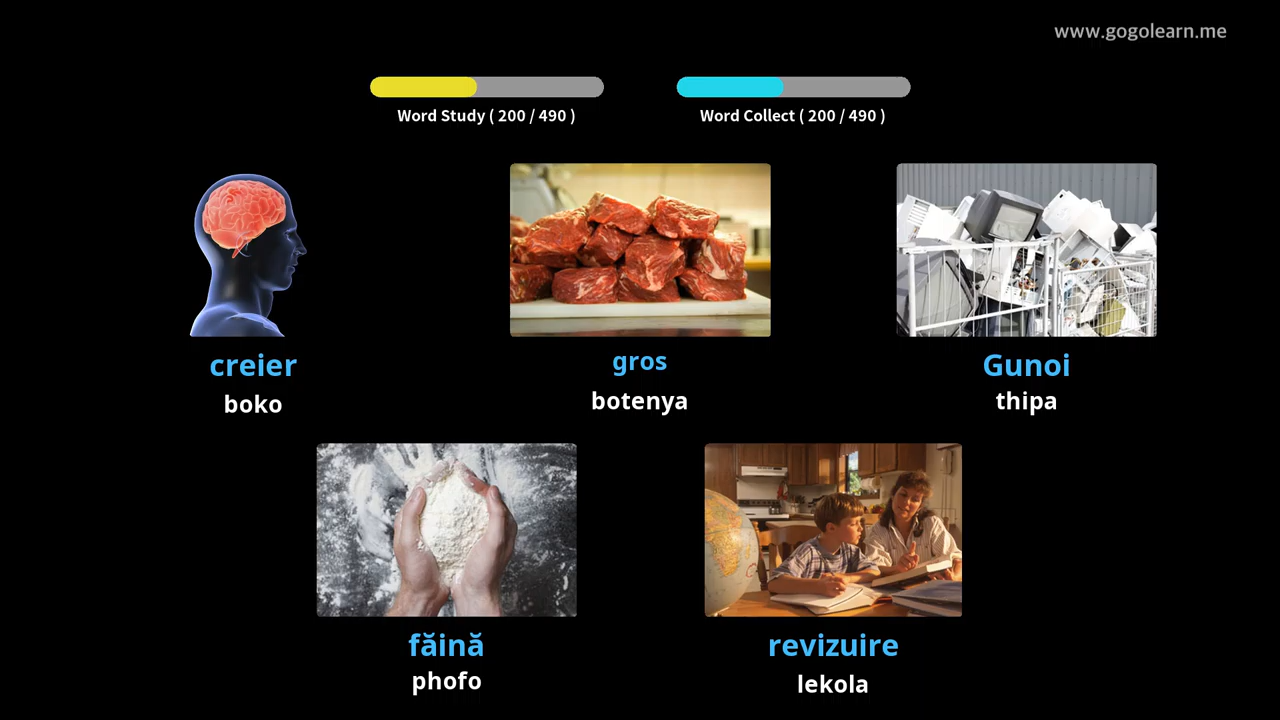 www.gogolearn.me
Word Study ( 200 / 490 )
Word Collect ( 200 / 490 )
creier
boko
gros
botenya
Gunoi
thipa
făină
phofo
revizuire
lekola